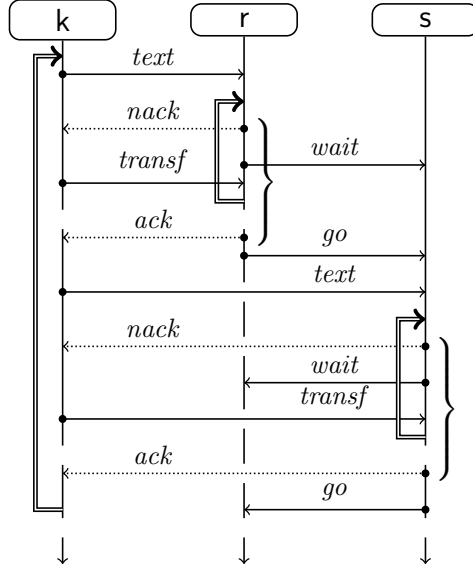 k r s
text
nack
wait
transf
ack
go
text
nack
wait
transf
ack
go